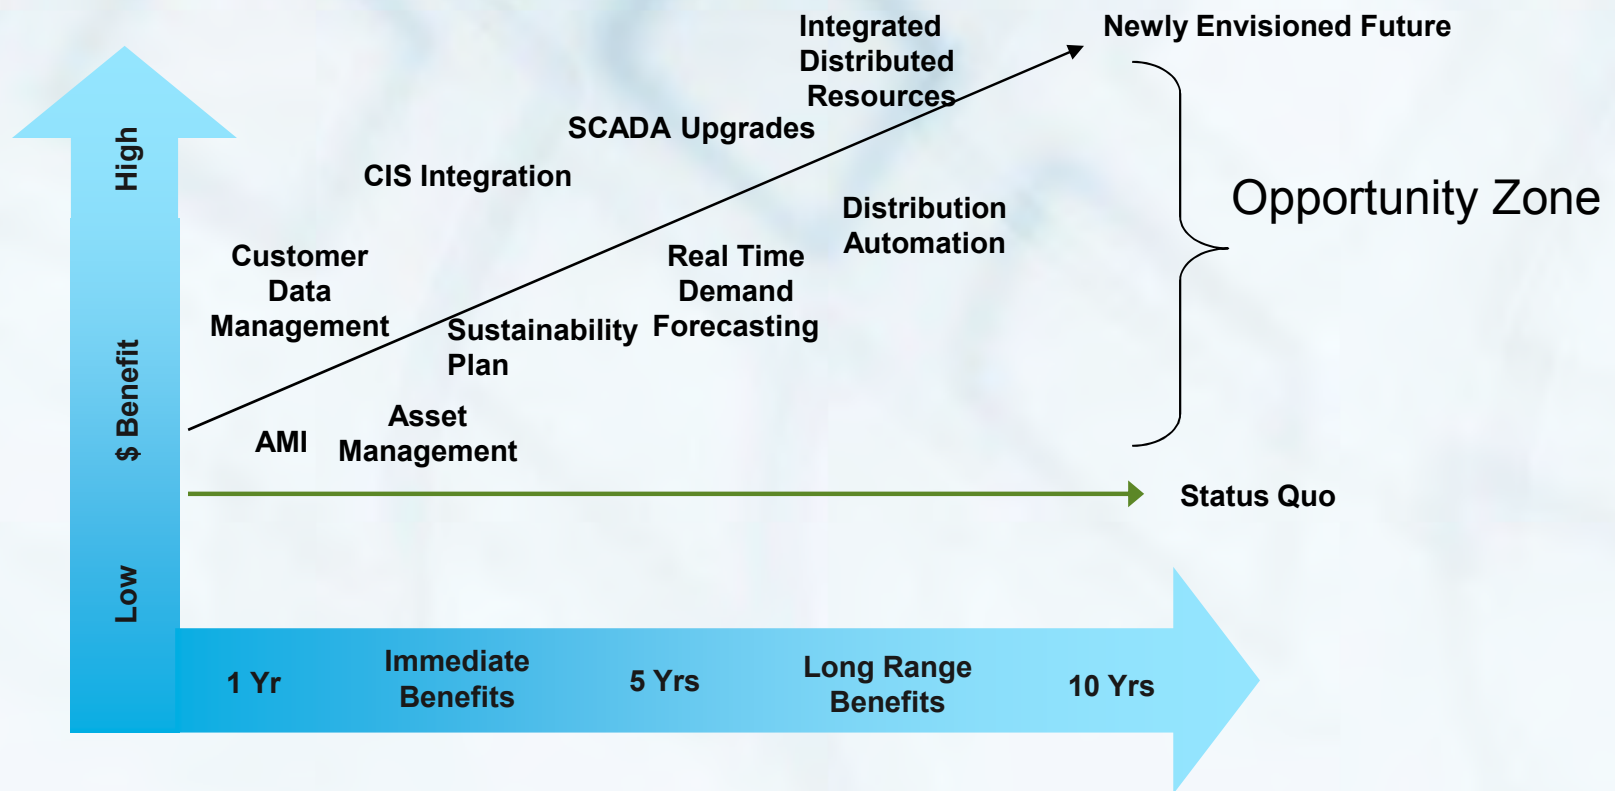 Integrated
Distributed
Resources
Newly Envisioned Future
SCADA Upgrades
CIS Integration
Customer
Data
Management
Distribution
Automation
Real Time
Demand
Forecasting
Sustainability
Plan
Asset
Management
AMI
Opportunity Zone
Status Quo
High
$ Benefit
Low
1 Yr
Immediate
Benefits
5 Yrs
Long Range
Benefits
10 Yrs